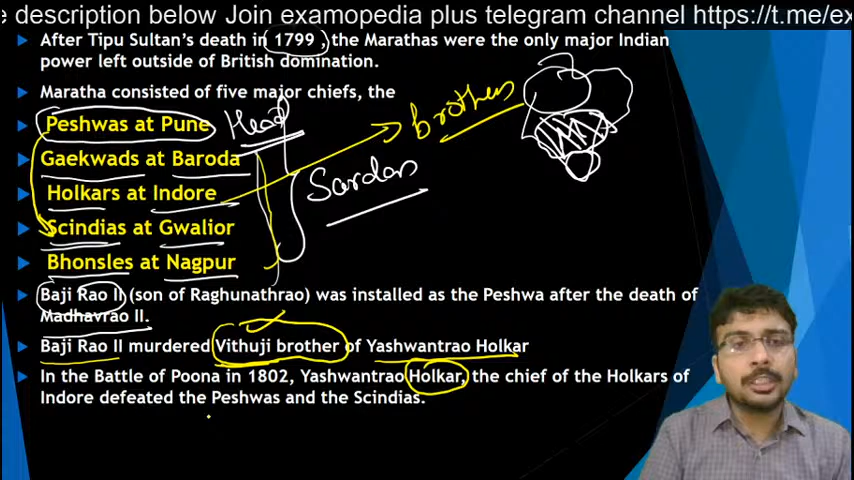 e description below Join examopedia plus telegram channel https://t.me/ex
After Tipu Sultan's death in 1799 , the Marathas were the only major Indian
power left outside of British domination.
Maratha consisted of five major chiefs, the
Peshwas at Pune
Head
brothers
Gaekwads at Baroda
Sardars
Holkars at Indore
Scindias at Gwalior
Bhonsles at Nagpur
Baji Rao II (son of Raghunathrao) was installed as the Peshwa after the death of
Madhavrao II.
Baji Rao II murdered Vithuji brother of Yashwantrao Holkar
In the Battle of Poona in 1802, Yashwantrao Holkar, the chief of the Holkars of
Indore defeated the Peshwas and the Scindias.